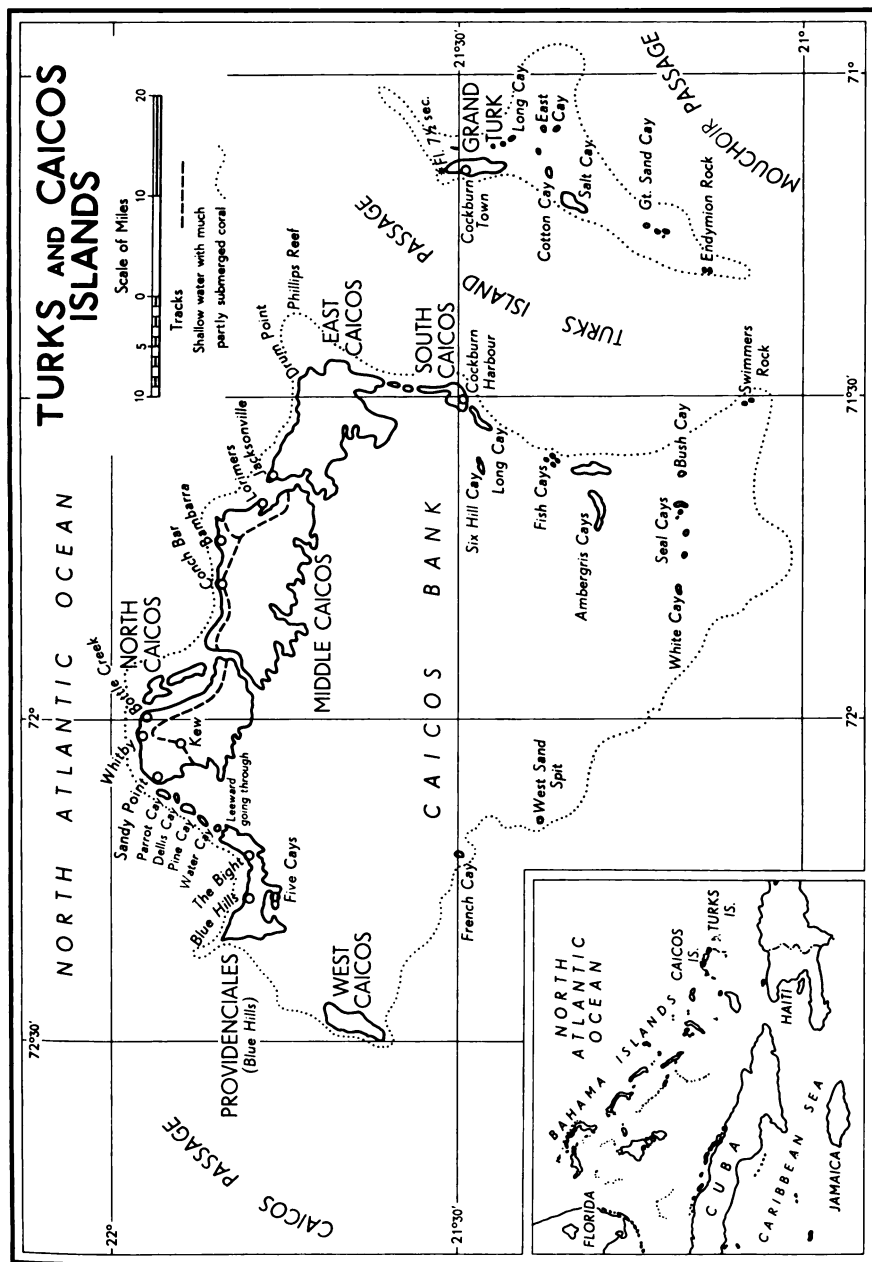 TURKS AND CAICOS
ISLANDS
Scale of Miles
10 5 0 10 20
Tracks
Shallow water with much
partly submerged coral
NORTH ATLANTIC OCEAN
72°30'
72°
71°30'
71°
22°
21°30'
21°
22°
21°30'
21°
CAICOS PASSAGE
PROVIDENCIALES
(Blue Hills)
Blue Hills
The Bight
Five Cays
Water Cay
Pine Cay
Dellis Cay
Parrot Cay
Sandy Point
Leeward
going through
Whitby
Bottle Creek
Kew
NORTH
CAICOS
Conch Bar
Bambarra
Lorimers
Jacksonville
MIDDLE CAICOS
Drum Point
Phillips Reef
EAST
CAICOS
SOUTH
CAICOS
Cockburn
Harbour
WEST
CAICOS
CAICOS BANK
French Cay
West Sand
Spit
Six Hill Cay
Long Cay
Fish Cays
Ambergris Cays
Seal Cays
White Cay
Bush Cay
Swimmers
Rock
TURKS ISLAND PASSAGE
Fl. 7½ sec.
GRAND
TURK
Cockburn
Town
Long Cay
East
Cay
Cotton Cay
Salt Cay
Gt. Sand Cay
Endymion Rock
MOUCHOIR PASSAGE
NORTH
ATLANTIC
OCEAN
FLORIDA
BAHAMA ISLANDS
CAICOS
IS.
TURKS
IS.
CUBA
HAITI
CARIBBEAN SEA
JAMAICA